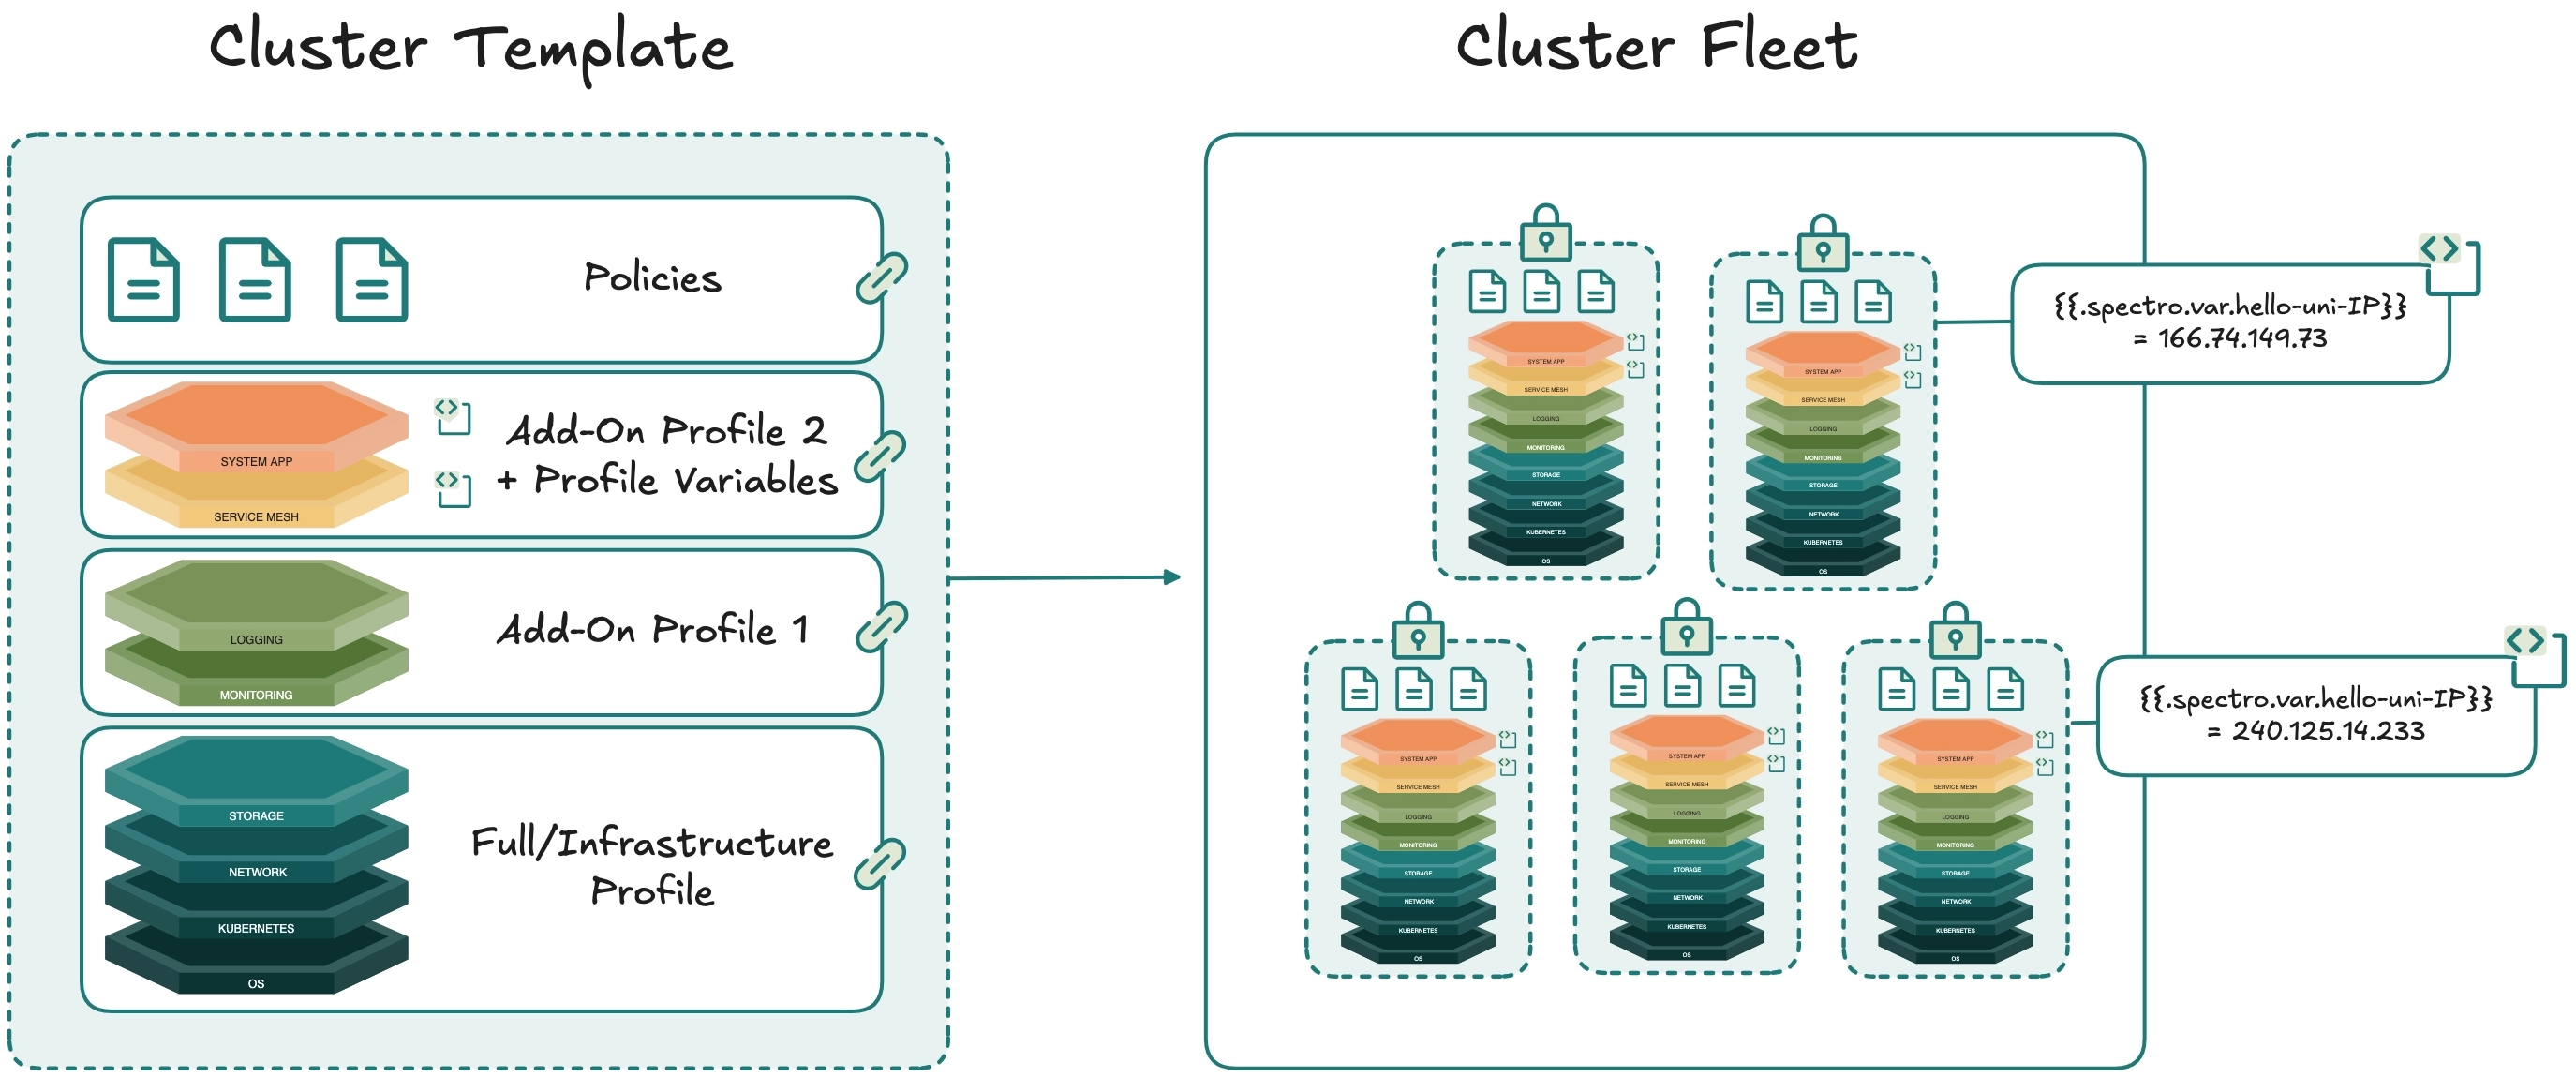 Cluster Template
Policies
SYSTEM APP
SERVICE MESH
Add-On Profile 2
+ Profile Variables
LOGGING
MONITORING
Add-On Profile 1
STORAGE
NETWORK
KUBERNETES
OS
Full/Infrastructure
Profile
Cluster Fleet
SYSTEM APP
SERVICE MESH
LOGGING
MONITORING
STORAGE
NETWORK
KUBERNETES
OS
SYSTEM APP
SERVICE MESH
LOGGING
MONITORING
STORAGE
NETWORK
KUBERNETES
OS
{{.spectro.var.hello-uni-IP}}
= 166.74.149.73
SYSTEM APP
SERVICE MESH
LOGGING
MONITORING
STORAGE
NETWORK
KUBERNETES
OS
SYSTEM APP
SERVICE MESH
LOGGING
MONITORING
STORAGE
NETWORK
KUBERNETES
OS
SYSTEM APP
SERVICE MESH
LOGGING
MONITORING
STORAGE
NETWORK
KUBERNETES
OS
{{.spectro.var.hello-uni-IP}}
= 240.125.14.233